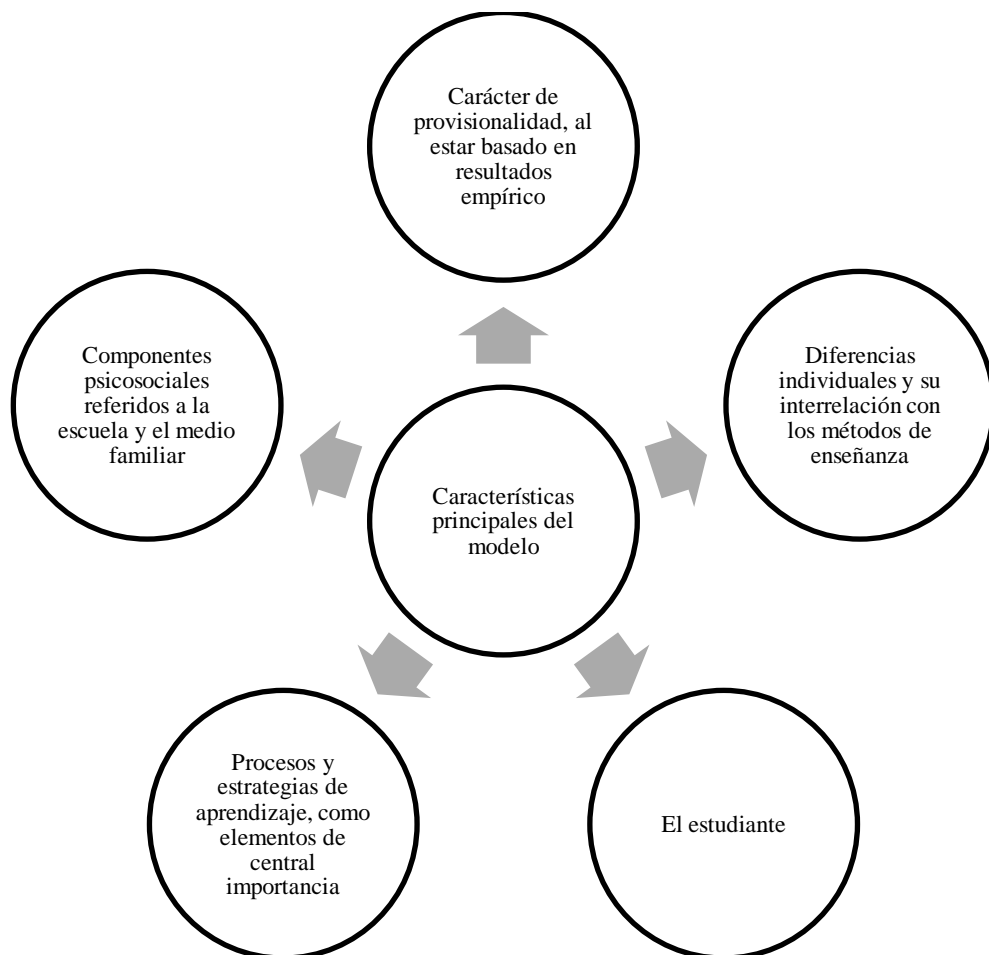 Carácter de
provisionalidad, al
estar basado en
resultados
empírico
Componentes
psicosociales
referidos a la
escuela y el medio
familiar
Diferencias
individuales y su
interrelación con
los métodos de
enseñanza
Características
principales del
modelo
Procesos y
estrategias de
aprendizaje, como
elementos de
central
importancia
El estudiante